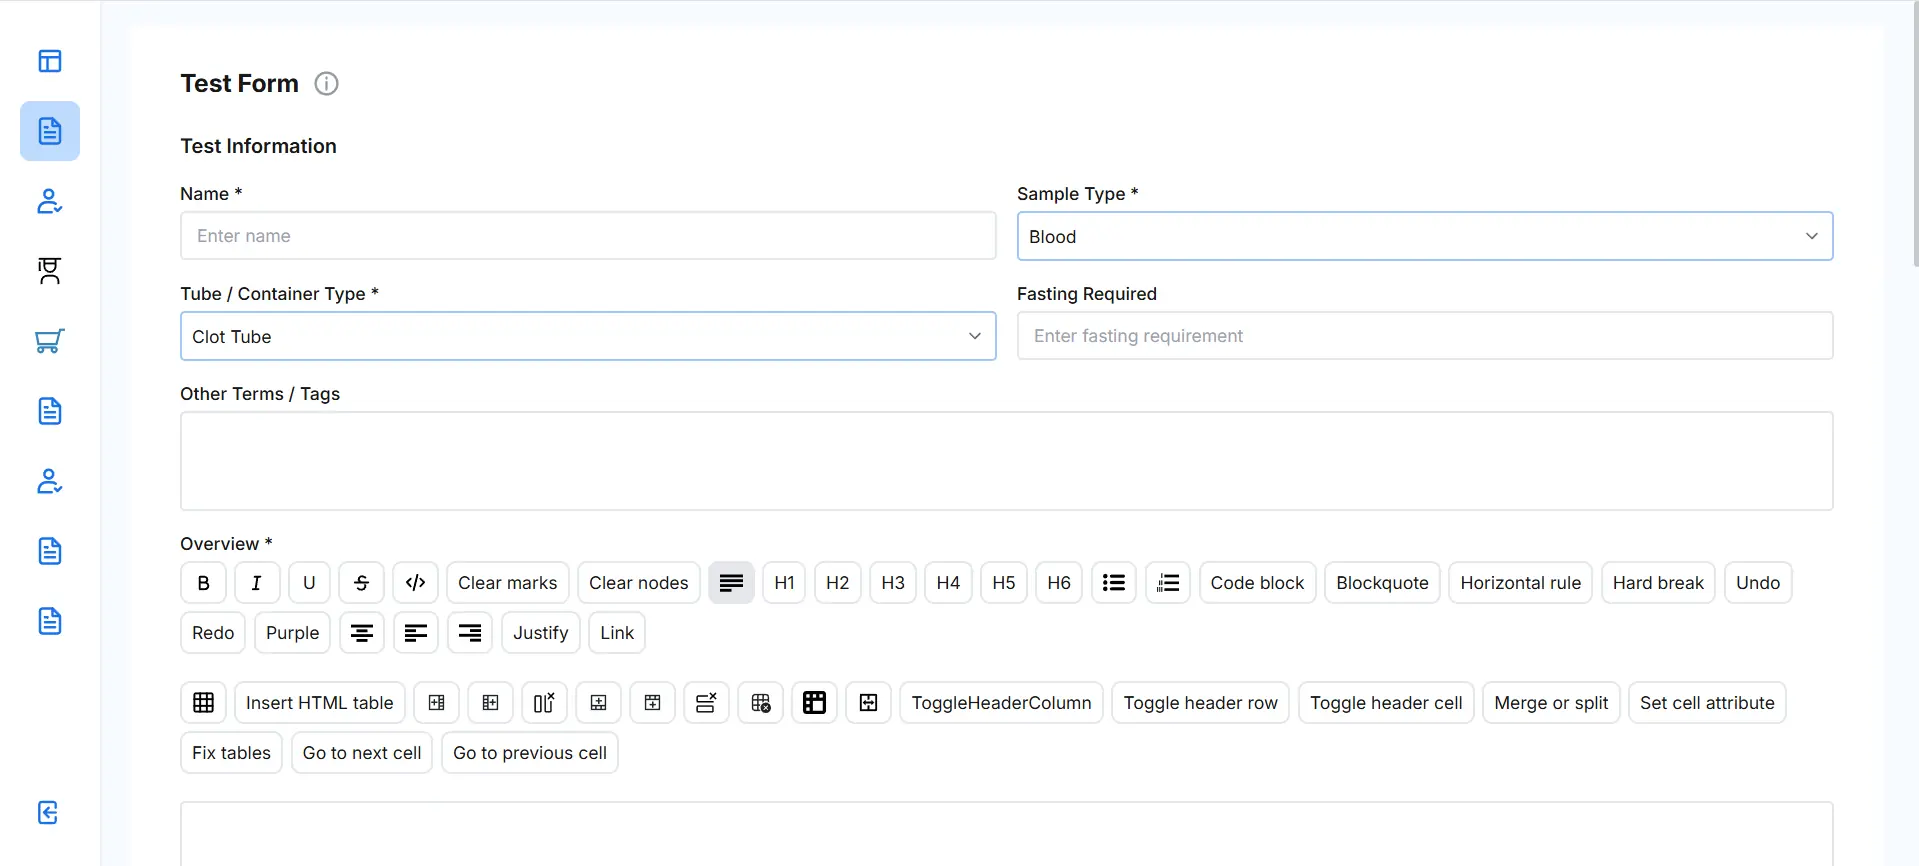 Test Form
Test Information
Name *
Sample Type *
Enter name
Blood
Tube / Container Type *
Fasting Required
Clot Tube
Enter fasting requirement
Other Terms / Tags
Overview *
B I U S </> Clear marks Clear nodes H1 H2 H3 H4 H5 H6 Code block Blockquote Horizontal rule Hard break Undo
Redo Purple Justify Link
Insert HTML table ToggleHeaderColumn Toggle header row Toggle header cell Merge or split Set cell attribute
Fix tables Go to next cell Go to previous cell